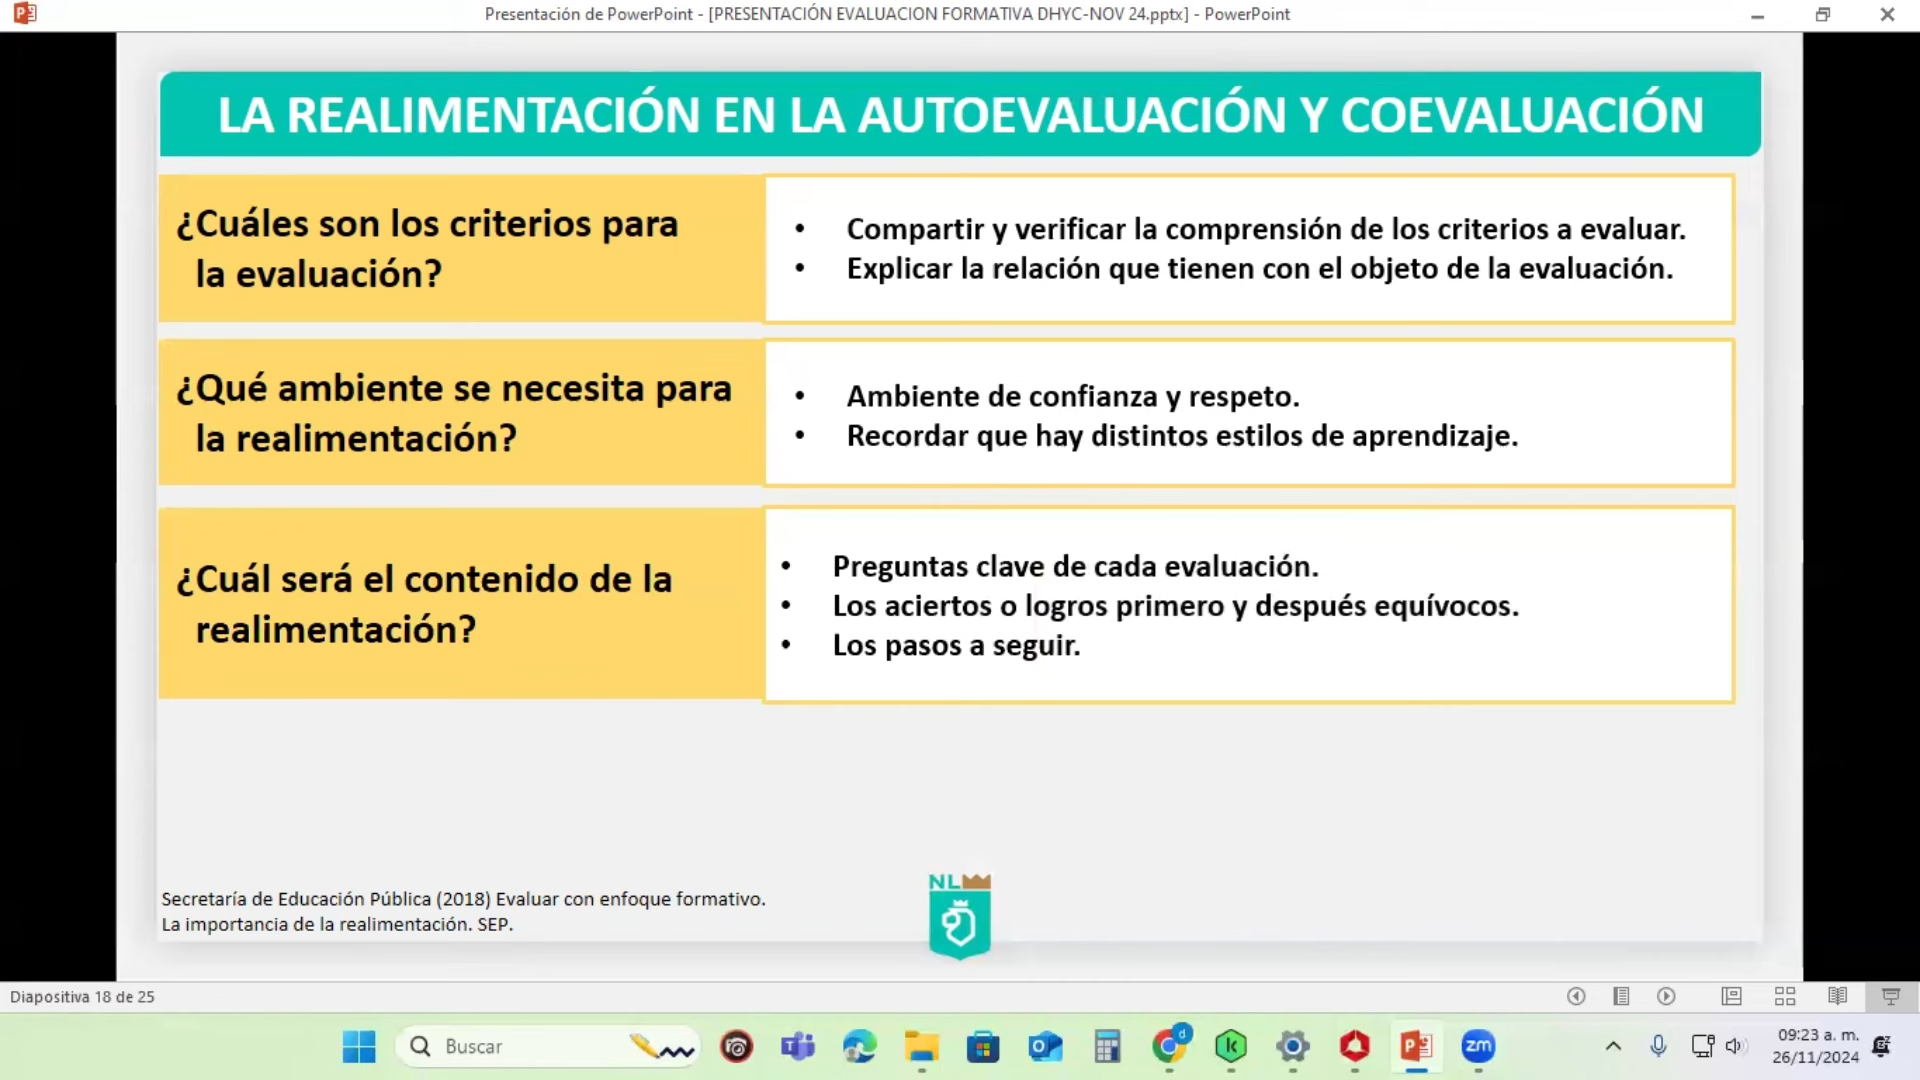 Presentación de PowerPoint - [PRESENTACIÓN EVALUACION FORMATIVA DHYC-NOV 24.pptx] - PowerPoint
LA REALIMENTACIÓN EN LA AUTOEVALUACIÓN Y COEVALUACIÓN
¿Cuáles son los criterios para
la evaluación?
• Compartir y verificar la comprensión de los criterios a evaluar.
• Explicar la relación que tienen con el objeto de la evaluación.
¿Qué ambiente se necesita para
la realimentación?
• Ambiente de confianza y respeto.
• Recordar que hay distintos estilos de aprendizaje.
¿Cuál será el contenido de la
realimentación?
• Preguntas clave de cada evaluación.
• Los aciertos o logros primero y después equívocos.
• Los pasos a seguir.
Secretaría de Educación Pública (2018) Evaluar con enfoque formativo.
La importancia de la realimentación. SEP.
NL
Diapositiva 18 de 25
Buscar
d
zm
09:23 a. m.
26/11/2024